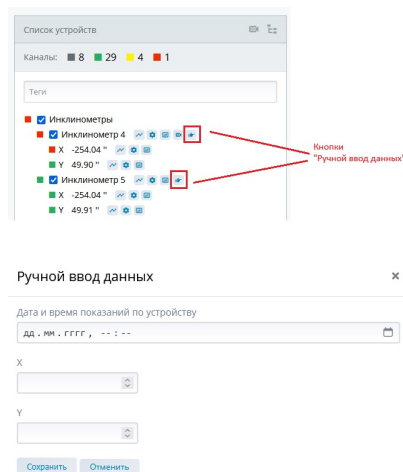 Список устройств
Каналы: 8 29 4 1
Теги
Инклинометры
Инклинометр 4
X -254.04 "
Y 49.90 "
Инклинометр 5
X -254.04 "
Y 49.91 "
Кнопки
"Ручной ввод данных"
Ручной ввод данных
Дата и время показаний по устройству
дд.мм.гггг, --:--
X
Y
Сохранить Отменить